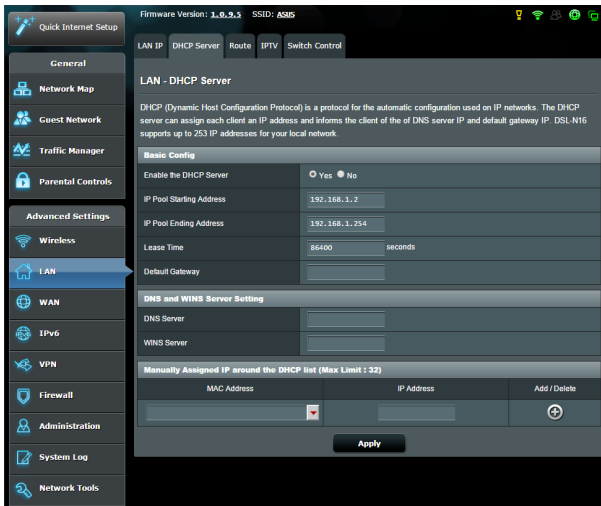 Firmware Version: 1.0.9.5 SSID: ASUS
Quick Internet Setup
General
Network Map
Guest Network
Traffic Manager
Parental Controls
Advanced Settings
Wireless
LAN
WAN
IPv6
VPN
Firewall
Administration
System Log
Network Tools
LAN IP DHCP Server Route IPTV Switch Control
LAN - DHCP Server
DHCP (Dynamic Host Configuration Protocol) is a protocol for the automatic configuration used on IP networks. The DHCP
server can assign each client an IP address and informs the client of the of DNS server IP and default gateway IP. DSL-N16
supports up to 253 IP addresses for your local network.
Basic Config
Enable the DHCP Server Yes No
IP Pool Starting Address 192.168.1.2
IP Pool Ending Address 192.168.1.254
Lease Time 86400 seconds
Default Gateway
DNS and WINS Server Setting
DNS Server
WINS Server
Manually Assigned IP around the DHCP list (Max Limit : 32)
MAC Address IP Address Add / Delete
Apply